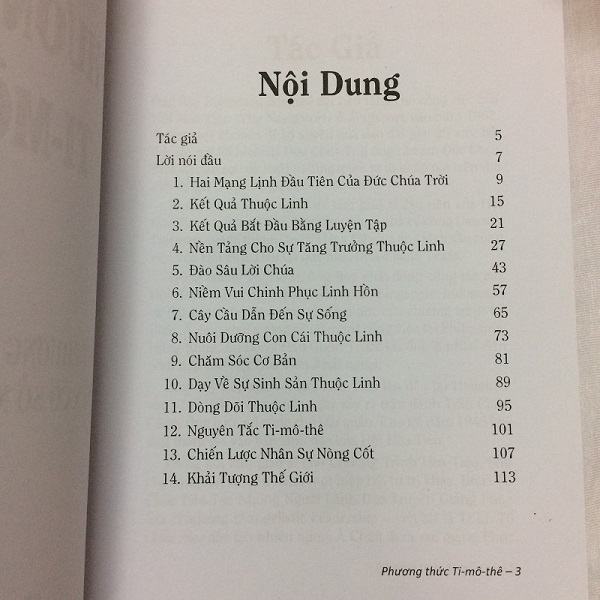 Nội Dung
Tác giả 5
Lời nói đầu 7
1. Hai Mạng Lịnh Đầu Tiên Của Đức Chúa Trời 9
2. Kết Quả Thuộc Linh 15
3. Kết Quả Bắt Đầu Bằng Luyện Tập 21
4. Nền Tảng Cho Sự Tăng Trưởng Thuộc Linh 27
5. Đào Sâu Lời Chúa 43
6. Niềm Vui Chinh Phục Linh Hồn 57
7. Cây Cầu Dẫn Đến Sự Sống 65
8. Nuôi Dưỡng Con Cái Thuộc Linh 73
9. Chăm Sóc Cơ Bản 81
10. Dạy Về Sự Sinh Sản Thuộc Linh 89
11. Dòng Dõi Thuộc Linh 95
12. Nguyên Tắc Ti-mô-thê 101
13. Chiến Lược Nhân Sự Nòng Cốt 107
14. Khải Tượng Thế Giới 113
Phương thức Ti-mô-thê – 3